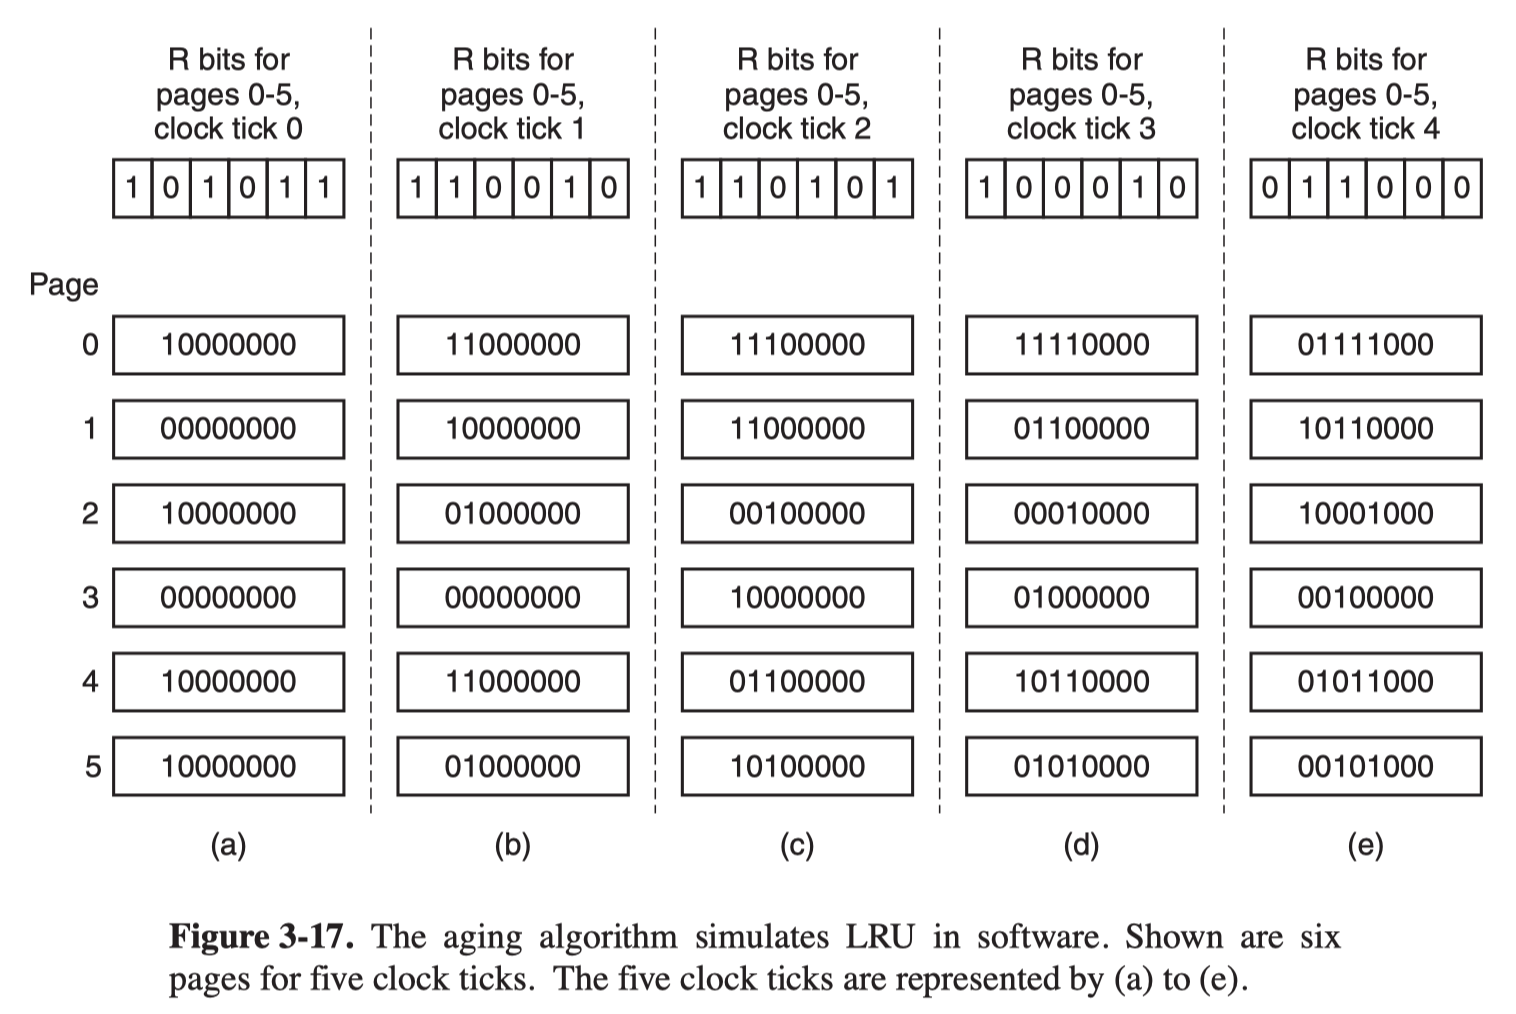 R bits for pages 0-5, clock tick 0
R bits for pages 0-5, clock tick 1
R bits for pages 0-5, clock tick 2
R bits for pages 0-5, clock tick 3
R bits for pages 0-5, clock tick 4
1 0 1 0 1 1
1 1 0 0 1 0
1 1 0 1 0 1
1 0 0 0 1 0
0 1 1 0 0 0
Page
0 10000000 11000000 11100000 11110000 01111000
1 00000000 10000000 11000000 01100000 10110000
2 10000000 01000000 00100000 00010000 10001000
3 00000000 00000000 10000000 01000000 00100000
4 10000000 11000000 01100000 10110000 01011000
5 10000000 01000000 10100000 01010000 00101000
(a) (b) (c) (d) (e)
Figure 3-17. The aging algorithm simulates LRU in software. Shown are six
pages for five clock ticks. The five clock ticks are represented by (a) to (e).